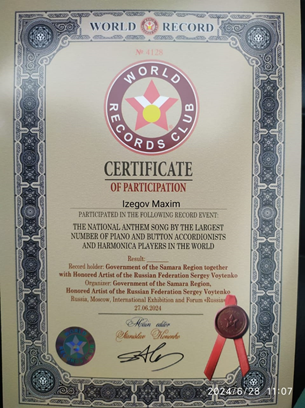 WORLD RECORD
№ 4128
WORLD
RECORDS CLUB
CERTIFICATE
OF PARTICIPATION
Izegov Maxim
PARTICIPATED IN THE FOLLOWING RECORD EVENT:
THE NATIONAL ANTHEM SONG BY THE LARGEST
NUMBER OF PIANO AND BUTTON ACCORDIONISTS
AND HARMONICA PLAYERS IN THE WORLD
Result:
Record holder: Government of the Samara Region together
with Honored Artist of the Russian Federation Sergey Voytenko
Organizer: Government of the Samara Region,
Honored Artist of the Russian Federation Sergey Voytenko
Russia, Moscow, International Exhibition and Forum «Russia»
27.06.2024
Main editor
2024/6/28 11:07